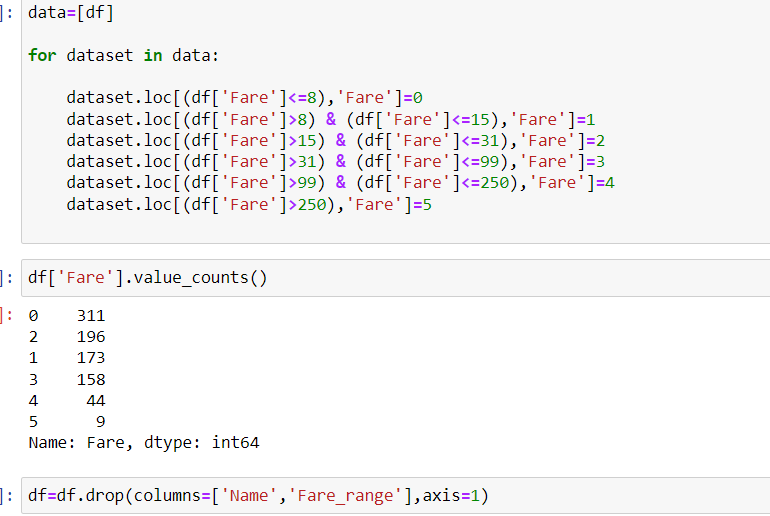 ]: data=[df]
for dataset in data:
dataset.loc[(df['Fare']<=8),'Fare']=0
dataset.loc[(df['Fare']>8) & (df['Fare']<=15),'Fare']=1
dataset.loc[(df['Fare']>15) & (df['Fare']<=31),'Fare']=2
dataset.loc[(df['Fare']>31) & (df['Fare']<=99),'Fare']=3
dataset.loc[(df['Fare']>99) & (df['Fare']<=250),'Fare']=4
dataset.loc[(df['Fare']>250),'Fare']=5
]: df['Fare'].value_counts()
]: 0 311
2 196
1 173
3 158
4 44
5 9
Name: Fare, dtype: int64
]: df=df.drop(columns=['Name','Fare_range'],axis=1)